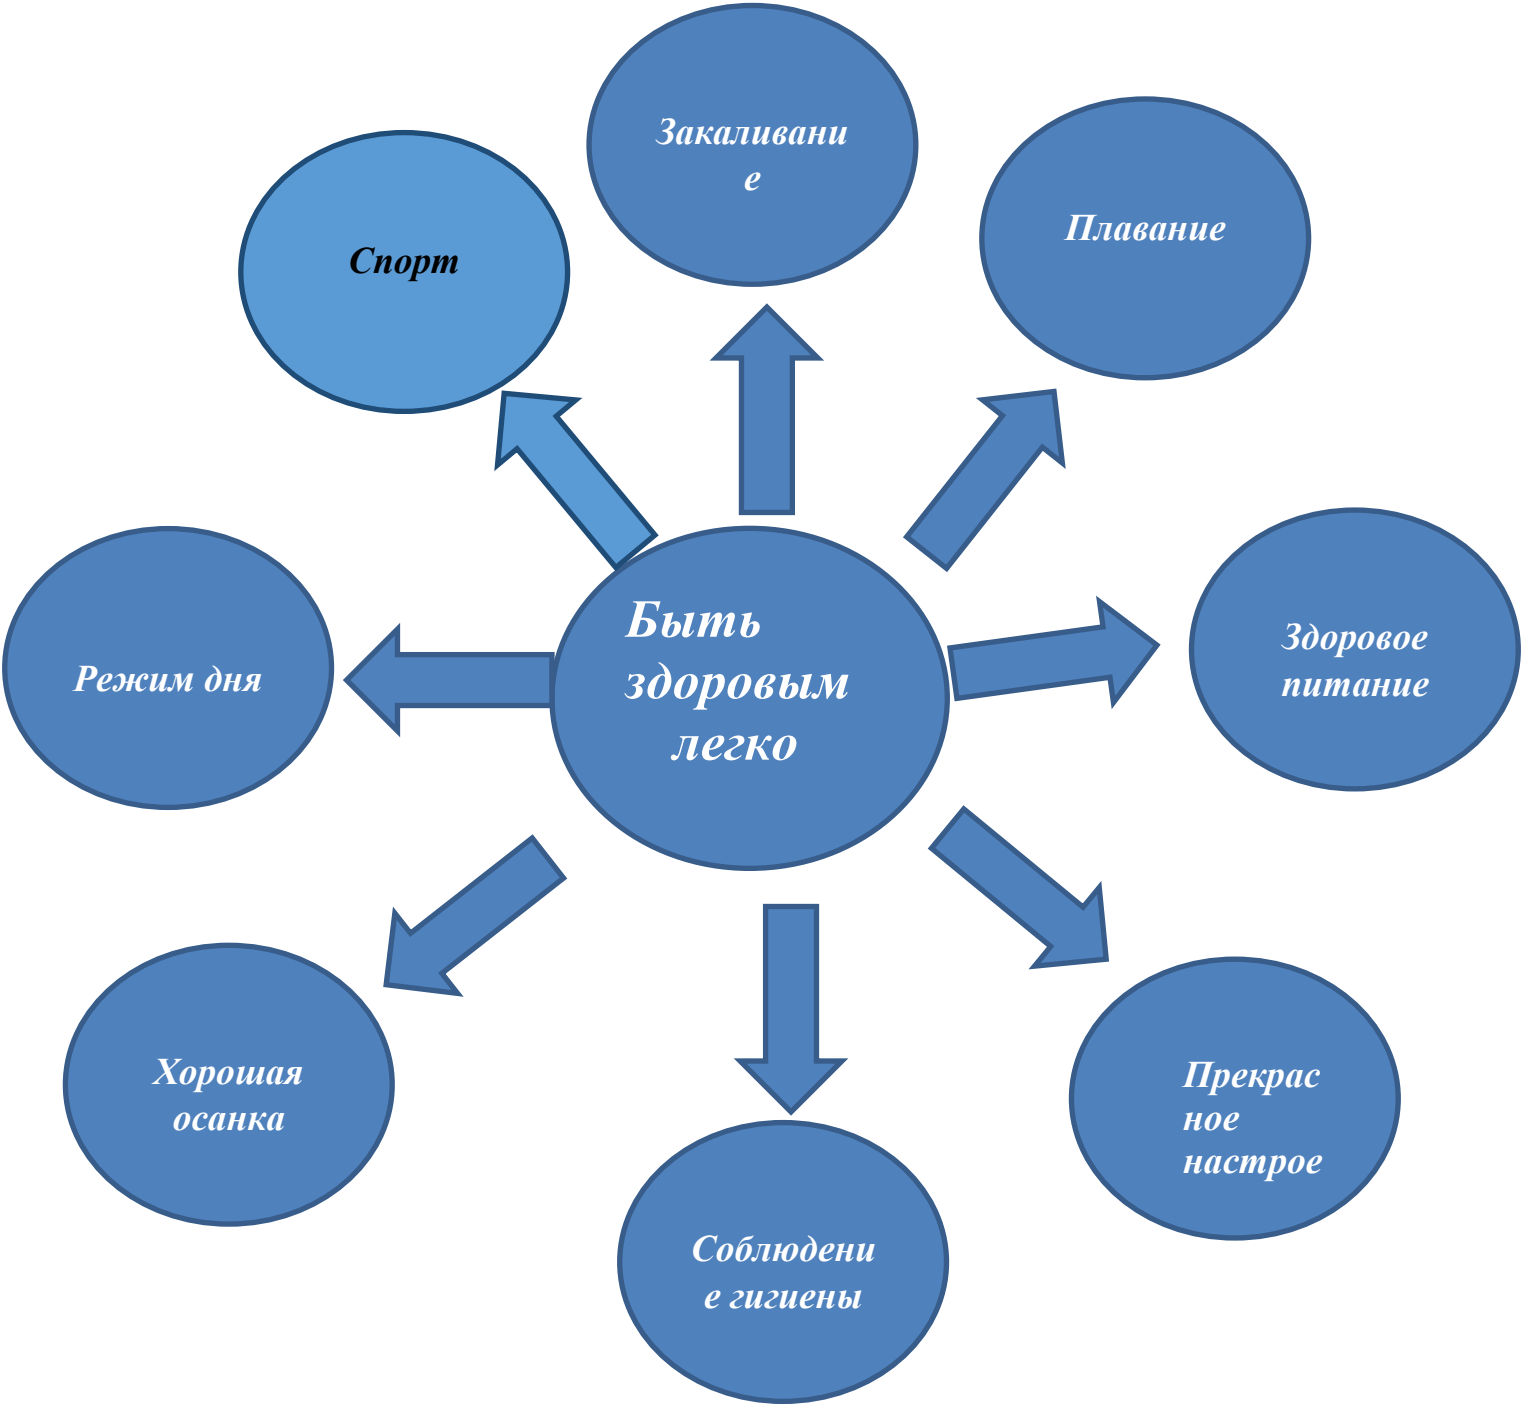 Закаливани
е
Плавание
Спорт
Быть
здоровым
легко
Здоровое
питание
Режим дня
Хорошая
осанка
Прекрас
ное
настрое
Соблюдени
е гигиены